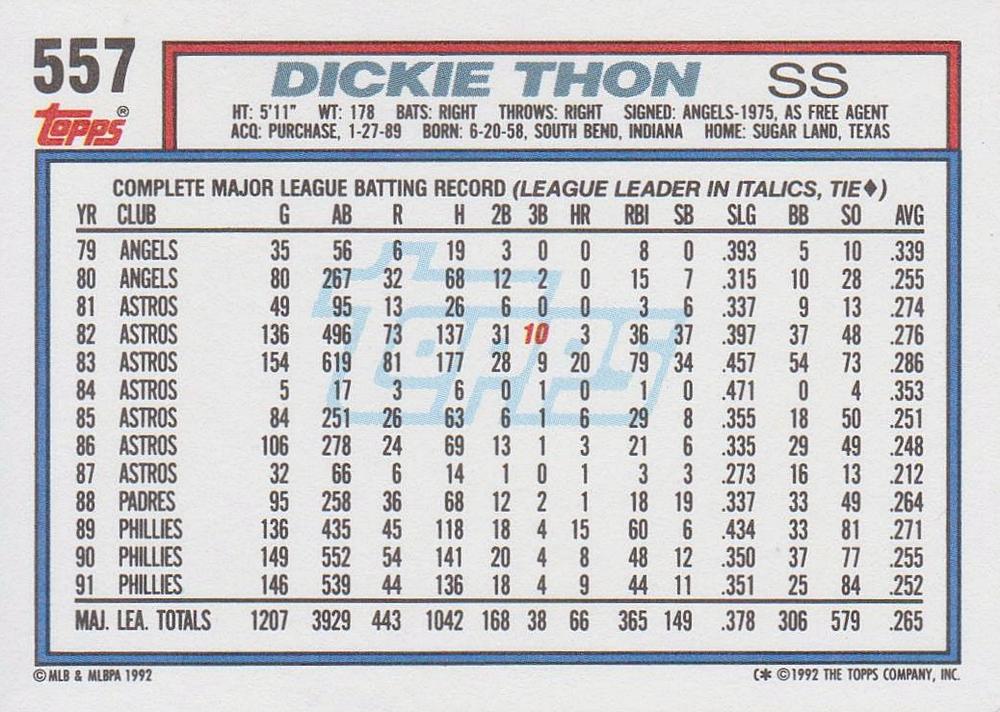 557
Topps®
DICKIE THON SS
HT: 5'11" WT: 178 BATS: RIGHT THROWS: RIGHT SIGNED: ANGELS-1975, AS FREE AGENT
ACQ: PURCHASE, 1-27-89 BORN: 6-20-58, SOUTH BEND, INDIANA HOME: SUGAR LAND, TEXAS
COMPLETE MAJOR LEAGUE BATTING RECORD (LEAGUE LEADER IN ITALICS, TIE♦)
YR CLUB G AB R H 2B 3B HR RBI SB SLG BB SO AVG
79 ANGELS 35 56 6 19 3 0 0 8 0 .393 5 10 .339
80 ANGELS 80 267 32 68 12 2 0 15 7 .315 10 28 .255
81 ASTROS 49 95 13 26 6 0 0 3 6 .337 9 13 .274
82 ASTROS 136 496 73 137 31 10 3 36 37 .397 37 48 .276
83 ASTROS 154 619 81 177 28 9 20 79 34 .457 54 73 .286
84 ASTROS 5 17 3 6 0 1 0 1 0 .471 0 4 .353
85 ASTROS 84 251 26 63 6 1 6 29 8 .355 18 50 .251
86 ASTROS 106 278 24 69 13 1 3 21 6 .335 29 49 .248
87 ASTROS 32 66 6 14 1 0 1 3 3 .273 16 13 .212
88 PADRES 95 258 36 68 12 2 1 18 19 .337 33 49 .264
89 PHILLIES 136 435 45 118 18 4 15 60 6 .434 33 81 .271
90 PHILLIES 149 552 54 141 20 4 8 48 12 .350 37 77 .255
91 PHILLIES 146 539 44 136 18 4 9 44 11 .351 25 84 .252
MAJ. LEA. TOTALS 1207 3929 443 1042 168 38 66 365 149 .378 306 579 .265
Topps
©MLB & MLBPA 1992
C* ©1992 THE TOPPS COMPANY, INC.